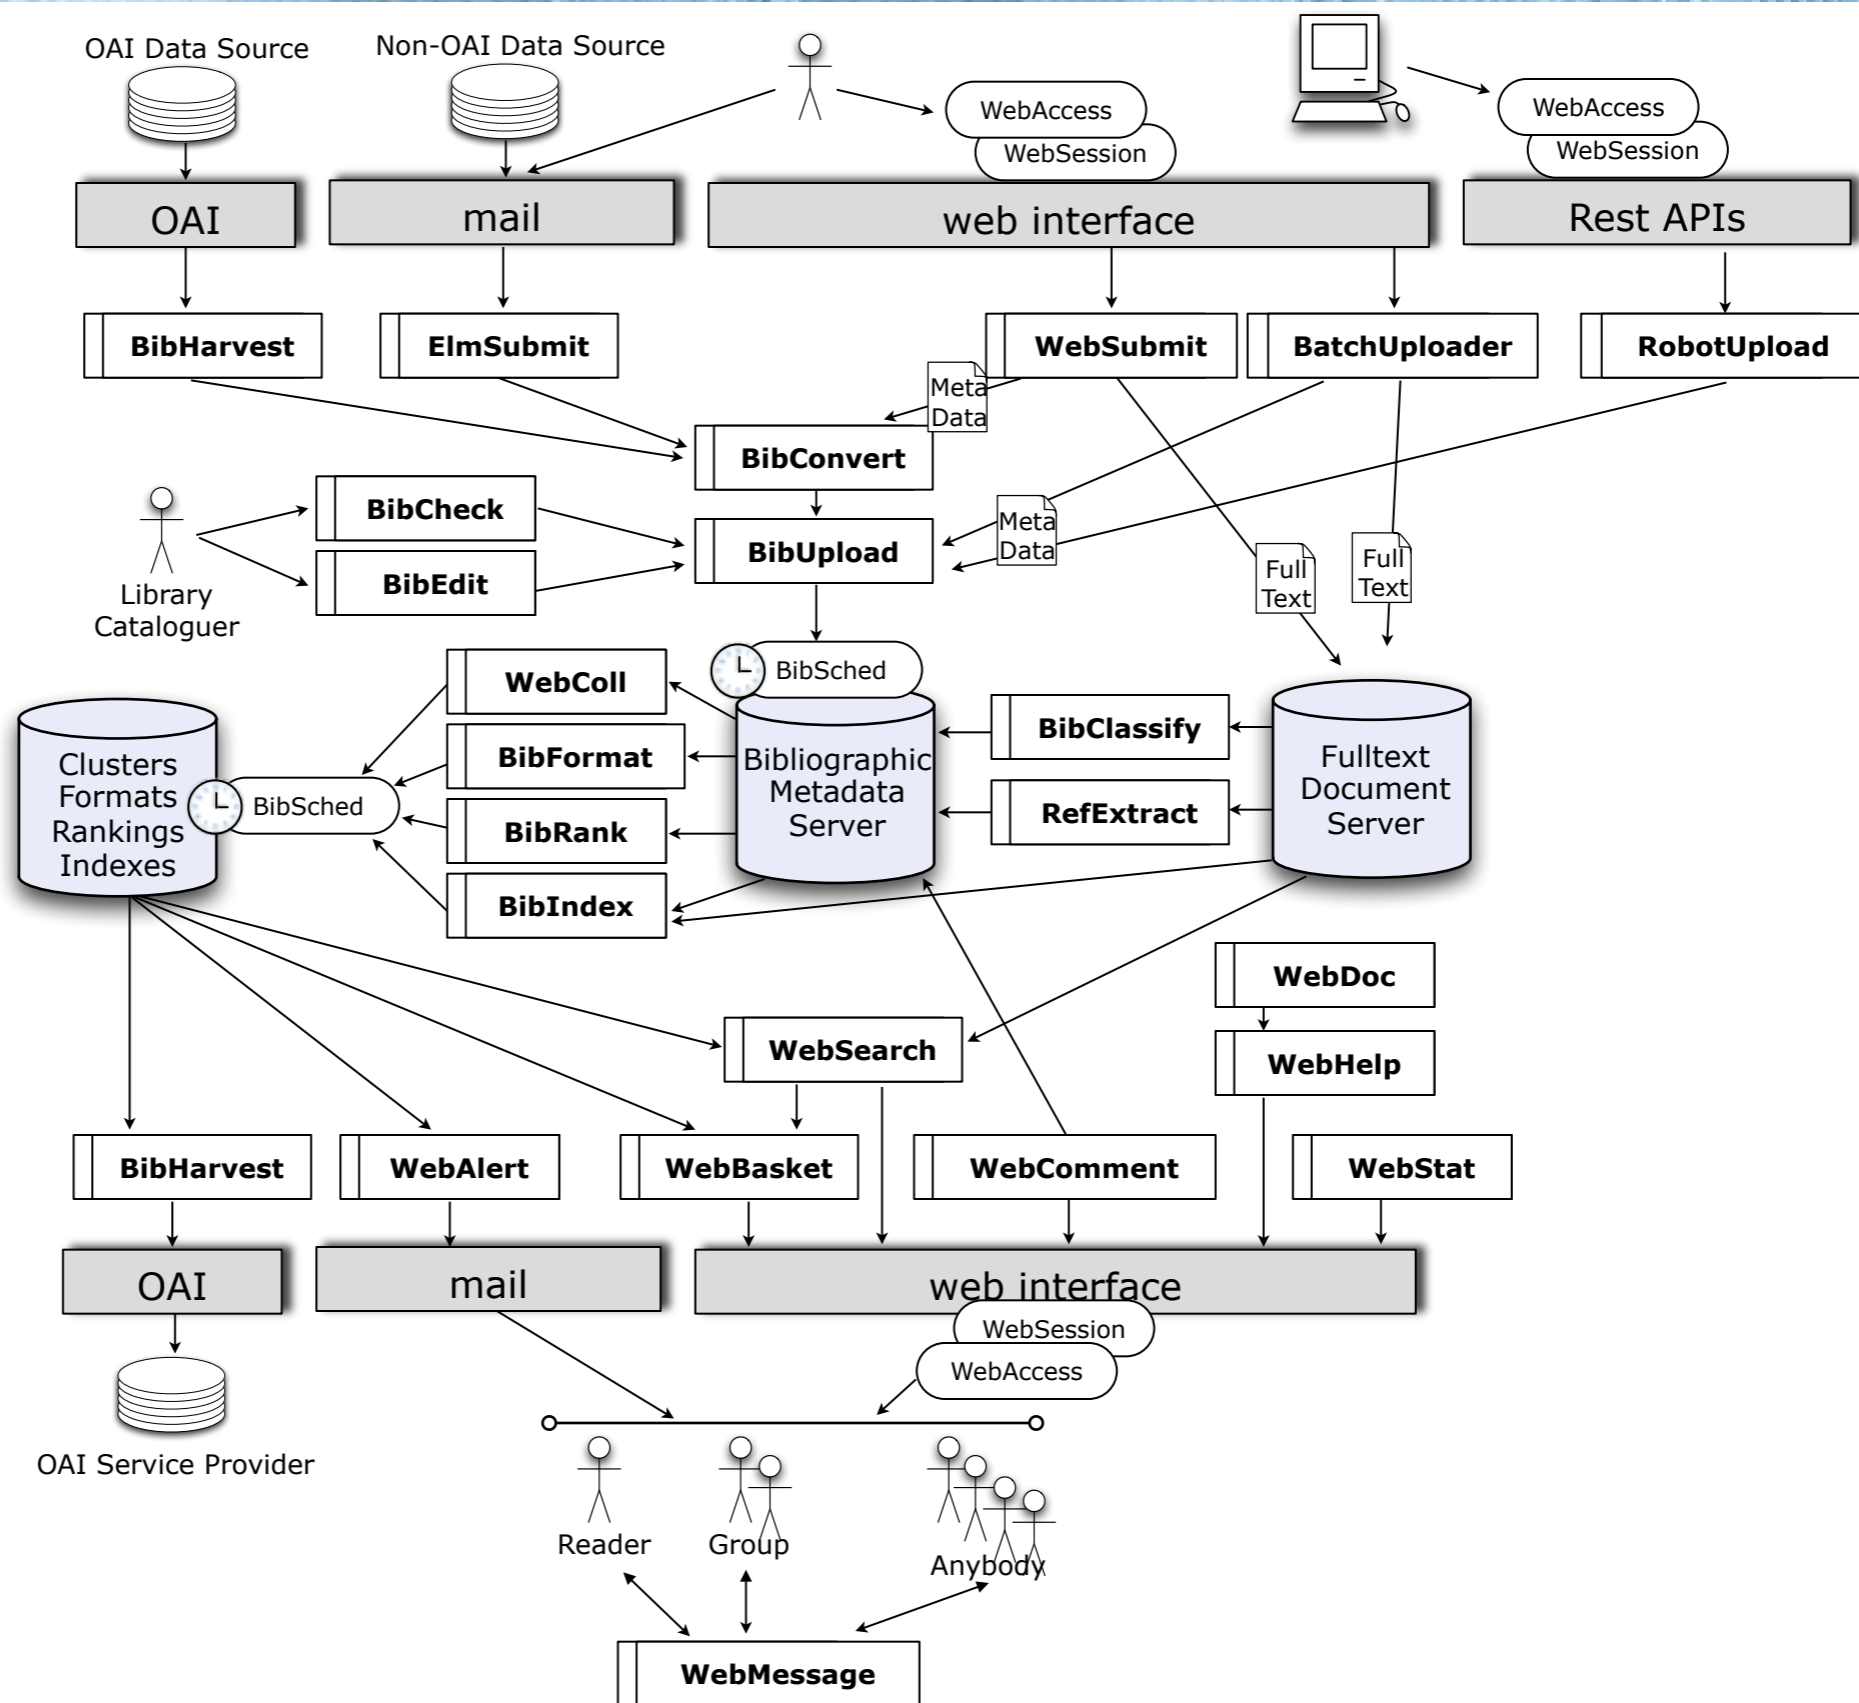 OAI Data Source
Non-OAI Data Source
WebAccess
WebSession
WebAccess
WebSession
OAI
mail
web interface
Rest APIs
BibHarvest
ElmSubmit
WebSubmit
BatchUploader
RobotUpload
Meta
Data
BibConvert
BibCheck
BibEdit
Library
Cataloguer
BibUpload
Meta
Data
Full
Text
Full
Text
BibSched
WebColl
BibFormat
BibRank
BibIndex
Clusters
Formats
Rankings
Indexes
BibSched
Bibliographic
Metadata
Server
BibClassify
RefExtract
Fulltext
Document
Server
WebDoc
WebSearch
WebHelp
BibHarvest
WebAlert
WebBasket
WebComment
WebStat
OAI
mail
web interface
WebSession
WebAccess
OAI Service Provider
Reader
Group
Anybody
WebMessage